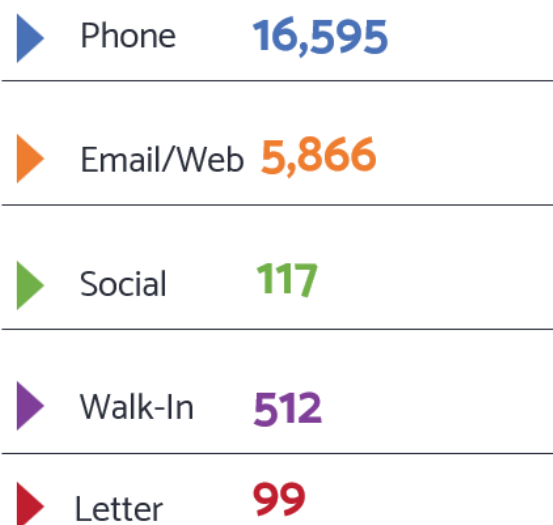 Phone 16,595
Email/Web 5,866
Social 117
Walk-In 512
Letter 99